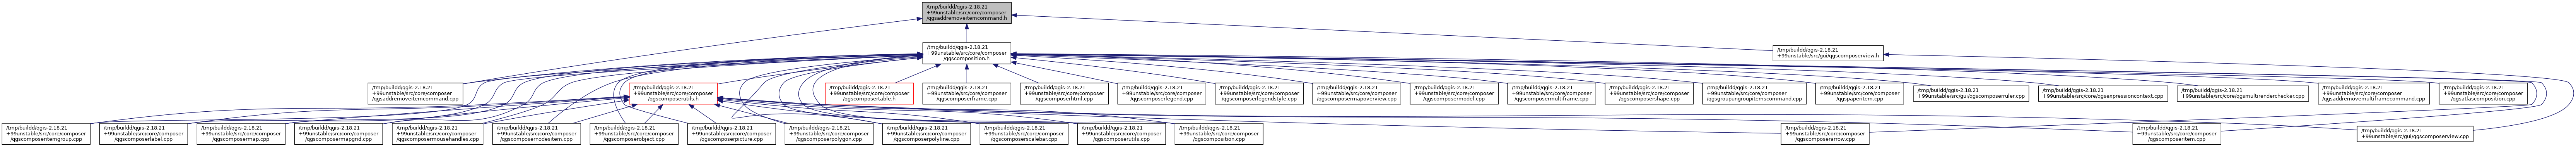 /tmp/buildd/qgis-2.18.21
+99unstable/src/core/composer
/qgsaddremoveitemcommand.h
/tmp/buildd/qgis-2.18.21
+99unstable/src/core/composer
/qgscomposition.h
/tmp/buildd/qgis-2.18.21
+99unstable/src/gui/qgscomposerview.h
/tmp/buildd/qgis-2.18.21
+99unstable/src/core/composer
/qgsaddremoveitemcommand.cpp
/tmp/buildd/qgis-2.18.21
+99unstable/src/core/composer
/qgscomposerutils.h
/tmp/buildd/qgis-2.18.21
+99unstable/src/core/composer
/qgscomposertable.h
/tmp/buildd/qgis-2.18.21
+99unstable/src/core/composer
/qgscomposerframe.cpp
/tmp/buildd/qgis-2.18.21
+99unstable/src/core/composer
/qgscomposerhtml.cpp
/tmp/buildd/qgis-2.18.21
+99unstable/src/core/composer
/qgscomposerlegend.cpp
/tmp/buildd/qgis-2.18.21
+99unstable/src/core/composer
/qgscomposerlegendstyle.cpp
/tmp/buildd/qgis-2.18.21
+99unstable/src/core/composer
/qgscomposermapoverview.cpp
/tmp/buildd/qgis-2.18.21
+99unstable/src/core/composer
/qgscomposermodel.cpp
/tmp/buildd/qgis-2.18.21
+99unstable/src/core/composer
/qgscomposermultiframe.cpp
/tmp/buildd/qgis-2.18.21
+99unstable/src/core/composer
/qgscomposershape.cpp
/tmp/buildd/qgis-2.18.21
+99unstable/src/core/composer
/qgsgroupungroupitemscommand.cpp
/tmp/buildd/qgis-2.18.21
+99unstable/src/core/composer
/qgspaperitem.cpp
/tmp/buildd/qgis-2.18.21
+99unstable/src/gui/qgscomposerruler.cpp
/tmp/buildd/qgis-2.18.21
+99unstable/src/core/qgsexpressioncontext.cpp
/tmp/buildd/qgis-2.18.21
+99unstable/src/core/qgsmultirenderchecker.cpp
/tmp/buildd/qgis-2.18.21
+99unstable/src/core/composer
/qgsaddremovemultiframecommand.cpp
/tmp/buildd/qgis-2.18.21
+99unstable/src/core/composer
/qgsatlascomposition.cpp
/tmp/buildd/qgis-2.18.21
+99unstable/src/core/composer
/qgscomposeritemgroup.cpp
/tmp/buildd/qgis-2.18.21
+99unstable/src/core/composer
/qgscomposerlabel.cpp
/tmp/buildd/qgis-2.18.21
+99unstable/src/core/composer
/qgscomposermap.cpp
/tmp/buildd/qgis-2.18.21
+99unstable/src/core/composer
/qgscomposermapgrid.cpp
/tmp/buildd/qgis-2.18.21
+99unstable/src/core/composer
/qgscomposermousehandles.cpp
/tmp/buildd/qgis-2.18.21
+99unstable/src/core/composer
/qgscomposernodesitem.cpp
/tmp/buildd/qgis-2.18.21
+99unstable/src/core/composer
/qgscomposerobject.cpp
/tmp/buildd/qgis-2.18.21
+99unstable/src/core/composer
/qgscomposerpicture.cpp
/tmp/buildd/qgis-2.18.21
+99unstable/src/core/composer
/qgscomposerpolygon.cpp
/tmp/buildd/qgis-2.18.21
+99unstable/src/core/composer
/qgscomposerpolyline.cpp
/tmp/buildd/qgis-2.18.21
+99unstable/src/core/composer
/qgscomposerscalebar.cpp
/tmp/buildd/qgis-2.18.21
+99unstable/src/core/composer
/qgscomposerutils.cpp
/tmp/buildd/qgis-2.18.21
+99unstable/src/core/composer
/qgscomposition.cpp
/tmp/buildd/qgis-2.18.21
+99unstable/src/core/composer
/qgscomposerarrow.cpp
/tmp/buildd/qgis-2.18.21
+99unstable/src/core/composer
/qgscomposeritem.cpp
/tmp/buildd/qgis-2.18.21
+99unstable/src/gui/qgscomposerview.cpp